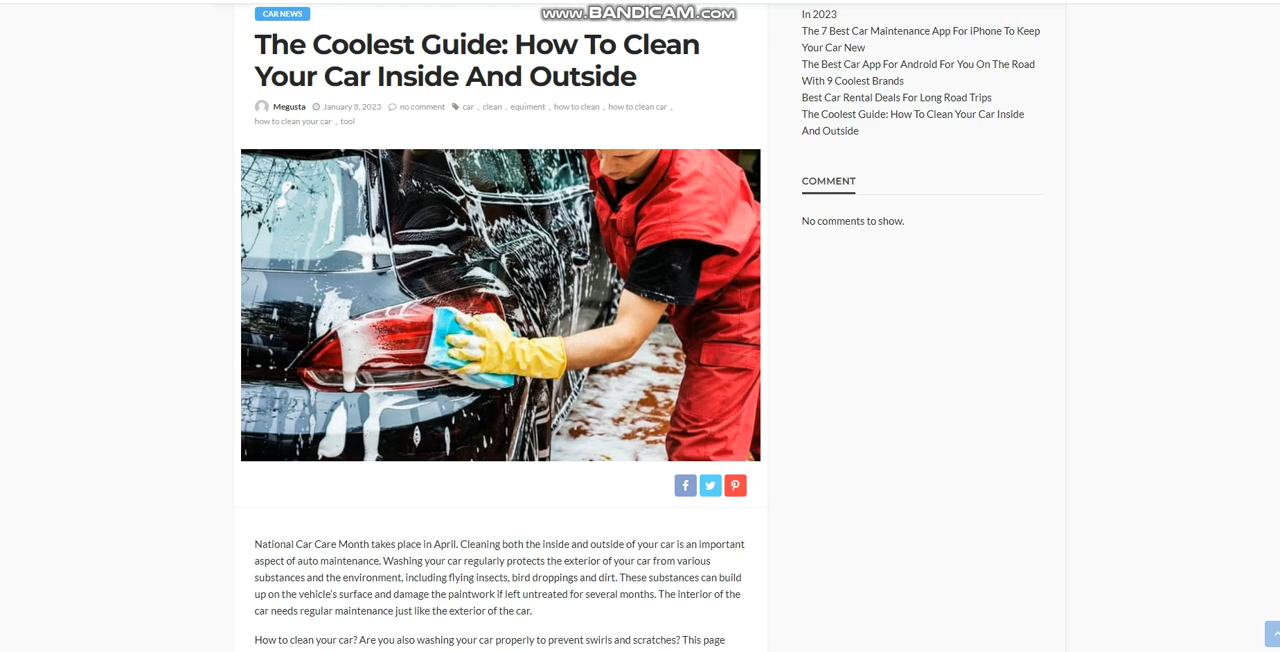 www.BANDICAM.com
CAR NEWS
The Coolest Guide: How To Clean
Your Car Inside And Outside
Megusta January 8, 2023 no comment car , clean , equiment , how to clean , how to clean car ,
how to clean your car , tool
National Car Care Month takes place in April. Cleaning both the inside and outside of your car is an important
aspect of auto maintenance. Washing your car regularly protects the exterior of your car from various
substances and the environment, including flying insects, bird droppings and dirt. These substances can build
up on the vehicle's surface and damage the paintwork if left untreated for several months. The interior of the
car needs regular maintenance just like the exterior of the car.
How to clean your car? Are you also washing your car properly to prevent swirls and scratches? This page
In 2023
The 7 Best Car Maintenance App For iPhone To Keep
Your Car New
The Best Car App For Android For You On The Road
With 9 Coolest Brands
Best Car Rental Deals For Long Road Trips
The Coolest Guide: How To Clean Your Car Inside
And Outside
COMMENT
No comments to show.